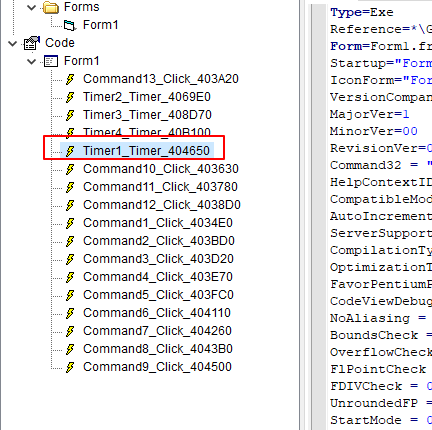 Forms
Form1
Code
Form1
Command13_Click_403A20
Timer2_Timer_4069E0
Timer3_Timer_408D70
Timer4_Timer_40B100
Timer1_Timer_404650
Command10_Click_403630
Command11_Click_403780
Command12_Click_4038D0
Command1_Click_4034E0
Command2_Click_403BD0
Command3_Click_403D20
Command4_Click_403E70
Command5_Click_403FC0
Command6_Click_404110
Command7_Click_404260
Command8_Click_4043B0
Command9_Click_404500
Type=Exe
Reference=*\G
Form=Form1.fr
Startup="Form
IconForm="For
VersionCompan
MajorVer=1
MinorVer=00
RevisionVer=0
Command32 = "
HelpContextID
CompatibleMod
AutoIncrement
ServerSupport
CompilationTy
OptimizationT
FavorPentiumP
CodeViewDebug
NoAliasing =
BoundsCheck =
OverflowCheck
FlPointCheck
FDIVCheck = 0
UnroundedFP =
StartMode = 0